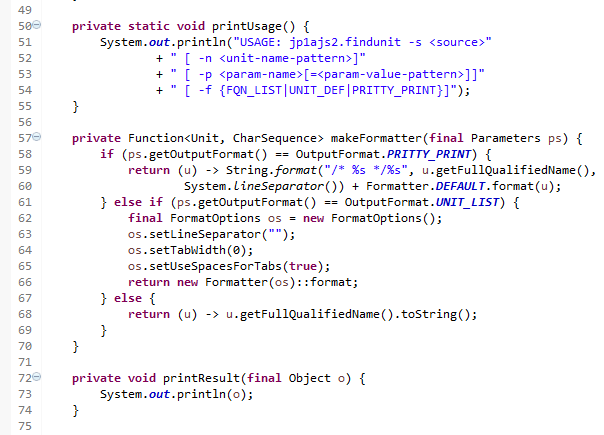 49
50    private static void printUsage() {
51        System.out.println("USAGE: jp1ajs2.findunit -s <source>"
52                + " [ -n <unit-name-pattern>]"
53                + " [ -p <param-name>[=<param-value-pattern>]]"
54                + " [ -f {FQN_LIST|UNIT_DEF|PRITTY_PRINT}]");
55    }
56
57    private Function<Unit, CharSequence> makeFormatter(final Parameters ps) {
58        if (ps.getOutputFormat() == OutputFormat.PRITTY_PRINT) {
59            return (u) -> String.format("/* %s */%s", u.getFullQualifiedName(),
60                    System.lineSeparator()) + Formatter.DEFAULT.format(u);
61        } else if (ps.getOutputFormat() == OutputFormat.UNIT_LIST) {
62            final FormatOptions os = new FormatOptions();
63            os.setLineSeparator("");
64            os.setTabWidth(0);
65            os.setUseSpacesForTabs(true);
66            return new Formatter(os)::format;
67        } else {
68            return (u) -> u.getFullQualifiedName().toString();
69        }
70    }
71
72    private void printResult(final Object o) {
73        System.out.println(o);
74    }
75